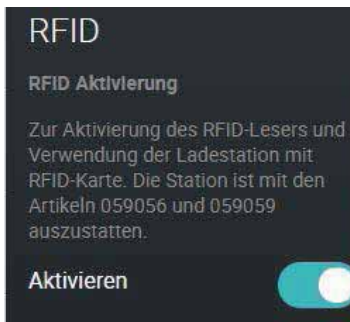 RFID
RFID Aktivierung
Zur Aktivierung des RFID-Lesers und
Verwendung der Ladestation mit
RFID-Karte. Die Station ist mit den
Artikeln 059056 und 059059
auszustatten.
Aktivieren